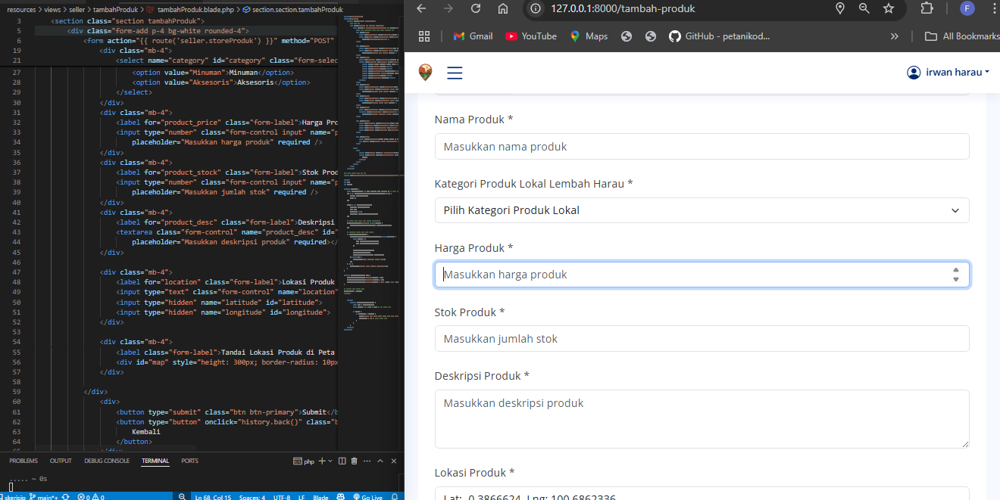 resources > views > seller > tambahProduk > tambahProduk.blade.php > section.section.tambahProduk
3 <section class="section tambahProduk">
5 <div class="form-add p-4 bg-white rounded-4">
6 <form action="{{ route('seller.storeProduk') }}" method="POST"
19 <div class="mb-4">
21 <select name="category" id="category" class="form-selec
27 <option value="Minuman">Minuman</option>
28 <option value="Aksesoris">Aksesoris</option>
29 </select>
30 </div>
31 <div class="mb-4">
32 <label for="product_price" class="form-label">Harga Pro
33 <input type="number" class="form-control input" name="p
34 placeholder="Masukkan harga produk" required />
35 </div>
36 <div class="mb-4">
37 <label for="product_stock" class="form-label">Stok Prod
38 <input type="number" class="form-control input" name="p
39 placeholder="Masukkan jumlah stok" required />
40 </div>
41 <div class="mb-4">
42 <label for="product_desc" class="form-label">Deskripsi
43 <textarea class="form-control" name="product_desc" id="
44 placeholder="Masukkan deskripsi produk" required></
45 </div>
46
47 <div class="mb-4">
48 <label for="location" class="form-label">Lokasi Produk
49 <input type="text" class="form-control" name="location"
50 <input type="hidden" name="latitude" id="latitude">
51 <input type="hidden" name="longitude" id="longitude">
52 </div>
53
54 <div class="mb-4">
55 <label class="form-label">Tandai Lokasi Produk di Peta
56 <div id="map" style="height: 300px; border-radius: 10px
57 </div>
58
59 </div>
60 <div>
61 <button type="submit" class="btn btn-primary">Submit</b
62 <button type="button" onclick="history.back()" class="b
63 Kembali
64 </button>
PROBLEMS OUTPUT DEBUG CONSOLE TERMINAL PORTS php
..... ~ 0s
skerisip main*+ 0 0 Ln 68, Col 15 Spaces: 4 UTF-8 LF Blade Go Live
127.0.0.1:8000/tambah-produk F
Gmail YouTube Maps GitHub - petanikod... » All Bookmarks
irwan harau
Nama Produk *
Masukkan nama produk
Kategori Produk Lokal Lembah Harau *
Pilih Kategori Produk Lokal
Harga Produk *
Masukkan harga produk
Stok Produk *
Masukkan jumlah stok
Deskripsi Produk *
Masukkan deskripsi produk
Lokasi Produk *
Lat: -0.3866624, Lng: 100.6862336